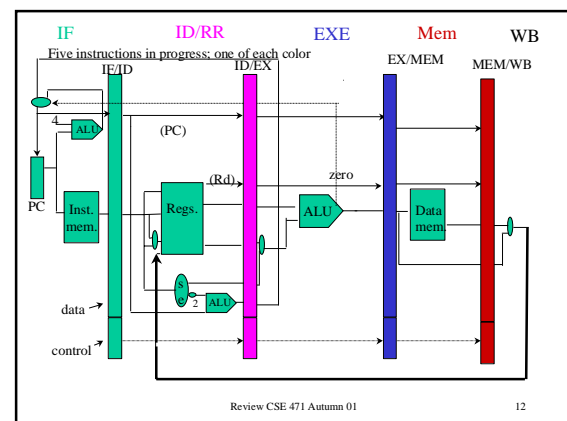 IF ID/RR EXE Mem WB
Five instructions in progress; one of each color
IF/ID ID/EX EX/MEM MEM/WB
4
ALU
(PC)
(Rd)
zero
PC
Inst.
mem.
Regs.
ALU
Data
mem.
s
e
2
ALU
data
control
Review CSE 471 Autumn 01 12